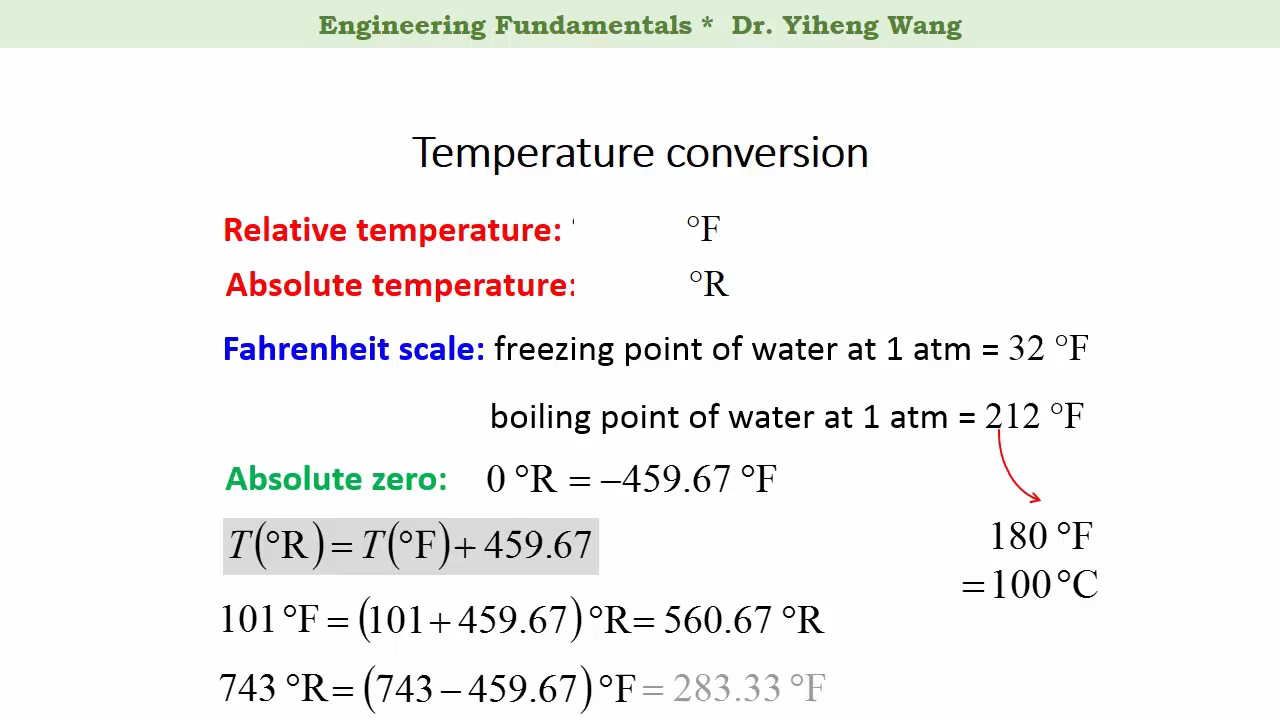 Engineering Fundamentals * Dr. Yiheng Wang
Temperature conversion
Relative temperature: °F
Absolute temperature: °R
Fahrenheit scale: freezing point of water at 1 atm = 32 °F
boiling point of water at 1 atm = 212 °F
Absolute zero: 0 °R = −459.67 °F
T(°R) = T(°F) + 459.67
180 °F
= 100 °C
101 °F = (101 + 459.67) °R = 560.67 °R
743 °R = (743 − 459.67) °F = 283.33 °F